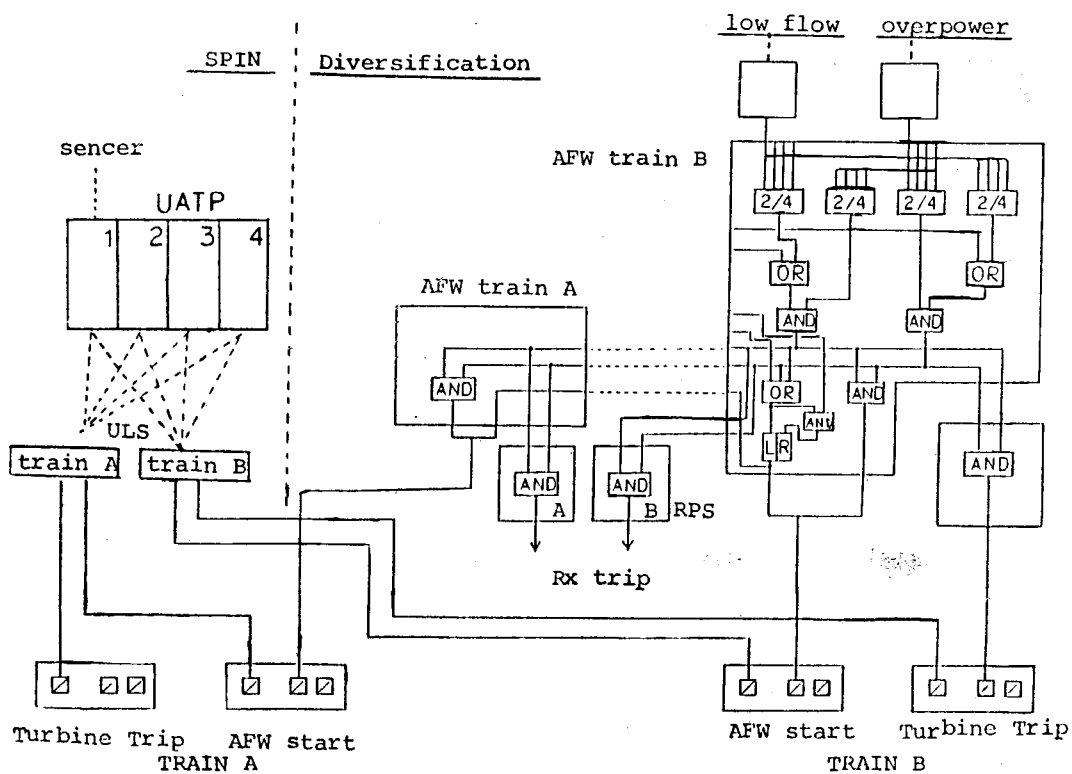 low flow overpower
SPIN Diversification
sencer
AFW train B
UATP
1 2 3 4
2/4 2/4 2/4 2/4
OR OR
AFW train A
AND AND
AND OR AND
AND
ULS
L R
train A train B
AND AND AND
A B RPS
Rx trip
Turbine Trip AFW start AFW start Turbine Trip
TRAIN A TRAIN B